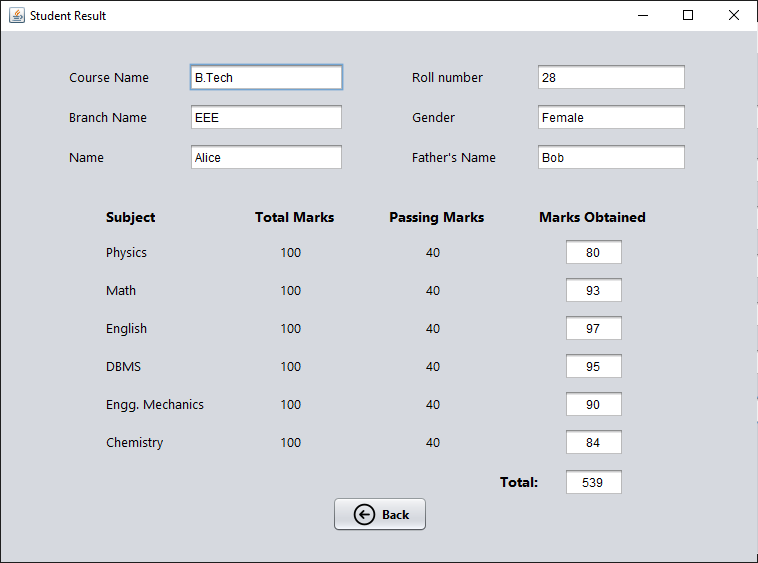 Student Result
Course Name B.Tech Roll number 28
Branch Name EEE Gender Female
Name Alice Father's Name Bob
Subject Total Marks Passing Marks Marks Obtained
Physics 100 40 80
Math 100 40 93
English 100 40 97
DBMS 100 40 95
Engg. Mechanics 100 40 90
Chemistry 100 40 84
Total: 539
Back